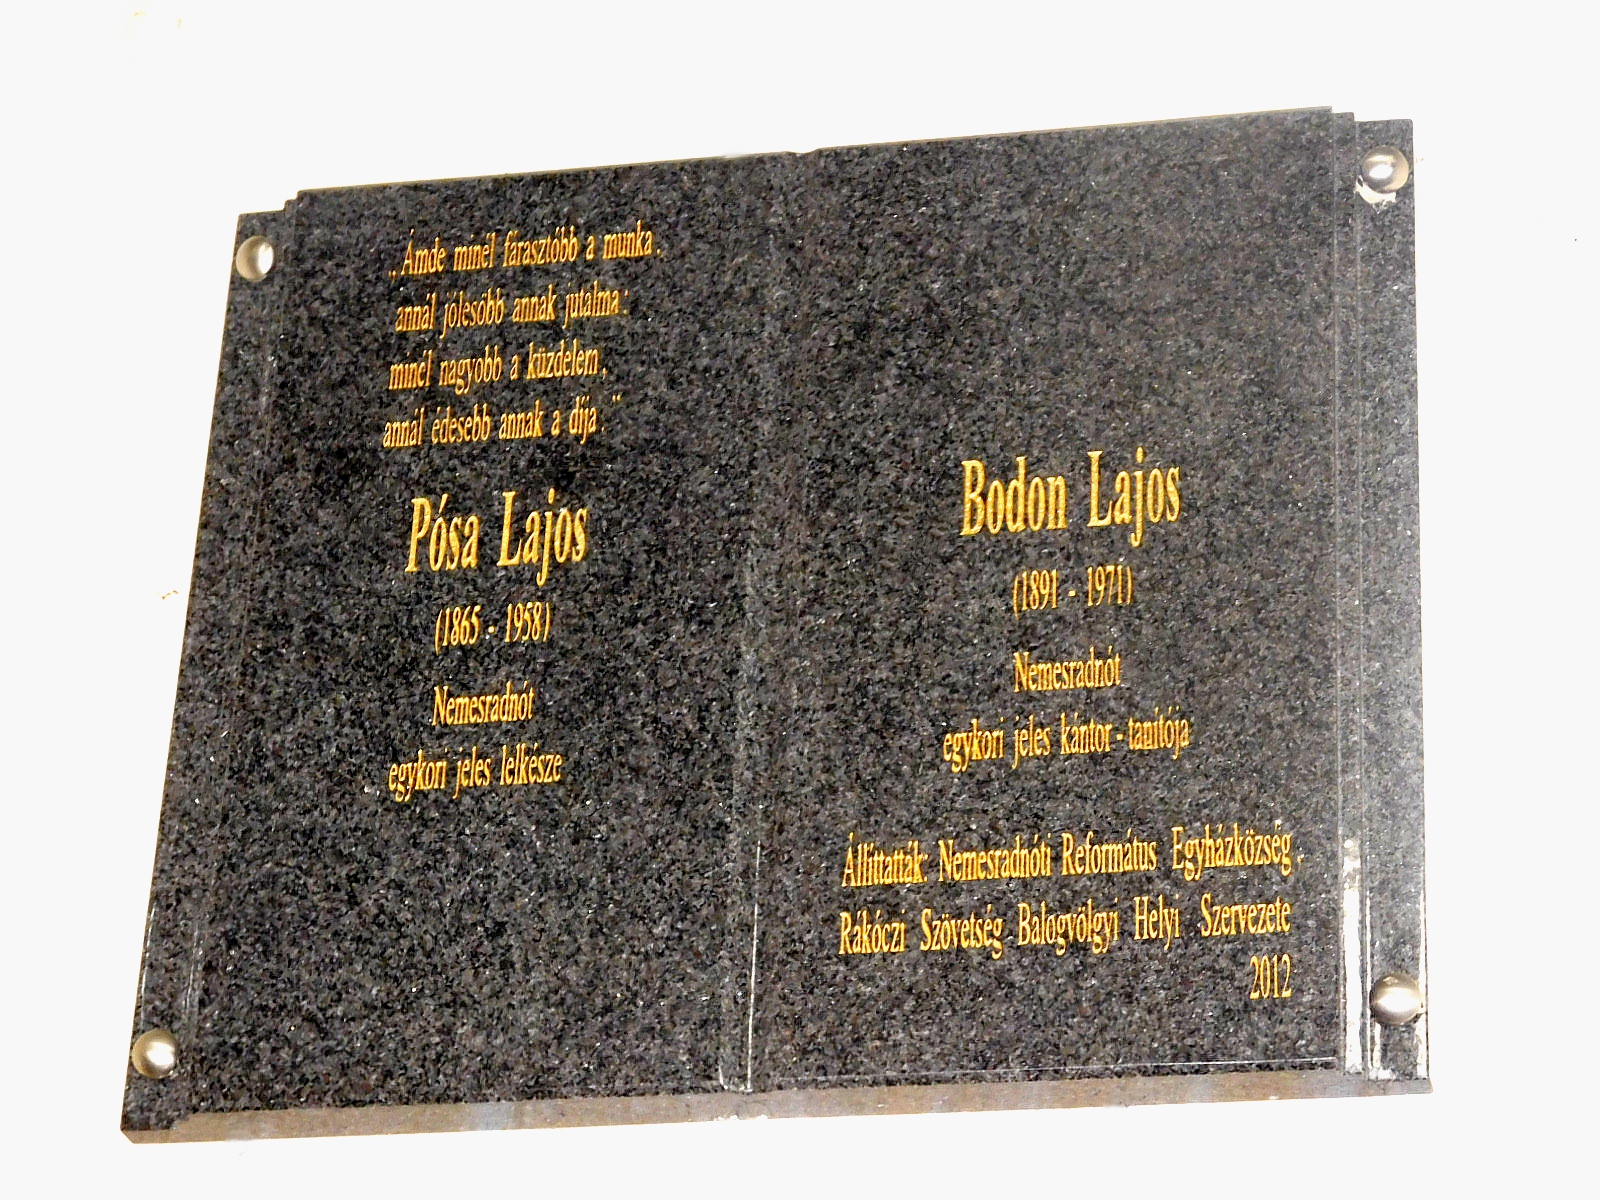 „Ámde minél fárasztóbb a munka.
annál jólesőbb annak jutalma:
minél nagyobb a küzdelem,
annál édesebb annak a díja."
Pósa Lajos
(1865 - 1958)
Nemesradnót
egykori jeles lelkésze
Bodon Lajos
(1891 - 1971)
Nemesradnót
egykori jeles kántor - tanítója
Állíttatták: Nemesradnóti Református Egyházközség,
Rákóczi Szövetség Balogvölgyi Helyi Szervezete
2012